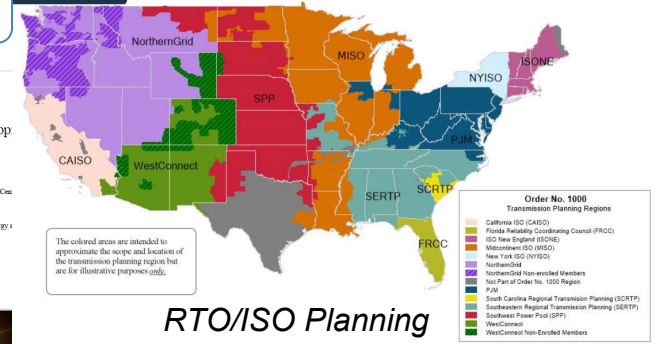 NorthernGrid
MISO
ISONE
NYISO
SPP
PJM
CAISO
WestConnect
SERTP
SCRTP
FRCC
The colored areas are intended to
approximate the scope and location of
the transmission planning region but
are for illustrative purposes only.
RTO/ISO Planning
Order No. 1000
Transmission Planning Regions
California ISO (CAISO)
Florida Reliability Coordinating Council (FRCC)
ISO New England (ISONE)
Midcontinent ISO (MISO)
New York ISO (NYISO)
NorthernGrid
NorthernGrid Non-enrolled Members
Not Part of Order No. 1000 Region
PJM
South Carolina Regional Transmission Planning (SCRTP)
Southeastern Regional Transmission Planning (SERTP)
Southwest Power Pool (SPP)
WestConnect
WestConnect Non-Enrolled Members